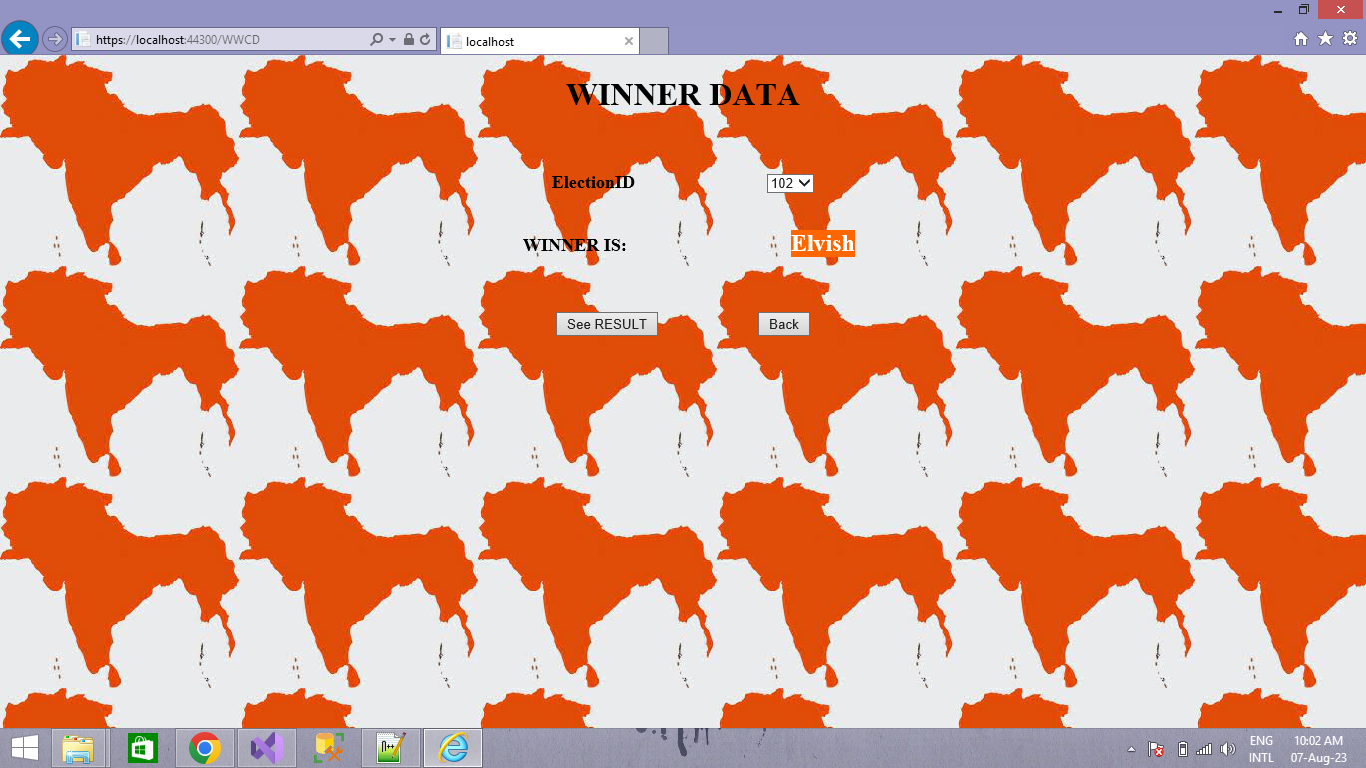 https://localhost:44300/WWCD
localhost
WINNER DATA
ElectionID 102
WINNER IS: Elvish
See RESULT Back
ENG 10:02 AM
INTL 07-Aug-23